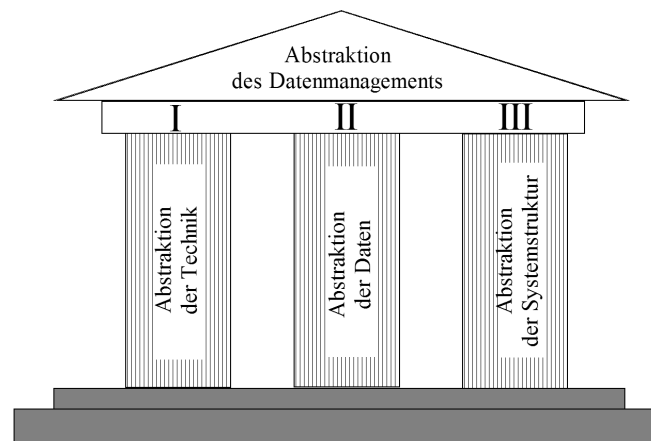 Abstraktion
des Datenmanagements
I
II
III
Abstraktion
der Technik
Abstraktion
der Daten
Abstraktion
der Systemstruktur